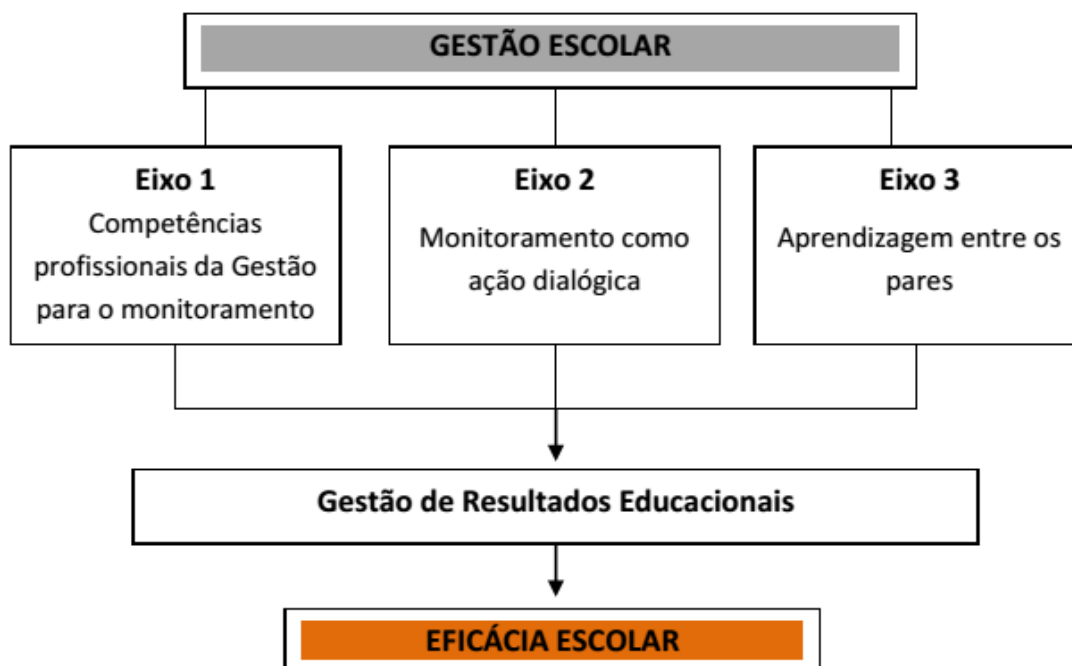 GESTÃO ESCOLAR
Eixo 1
Competências
profissionais da Gestão
para o monitoramento
Eixo 2
Monitoramento como
ação dialógica
Eixo 3
Aprendizagem entre os
pares
Gestão de Resultados Educacionais
EFICÁCIA ESCOLAR